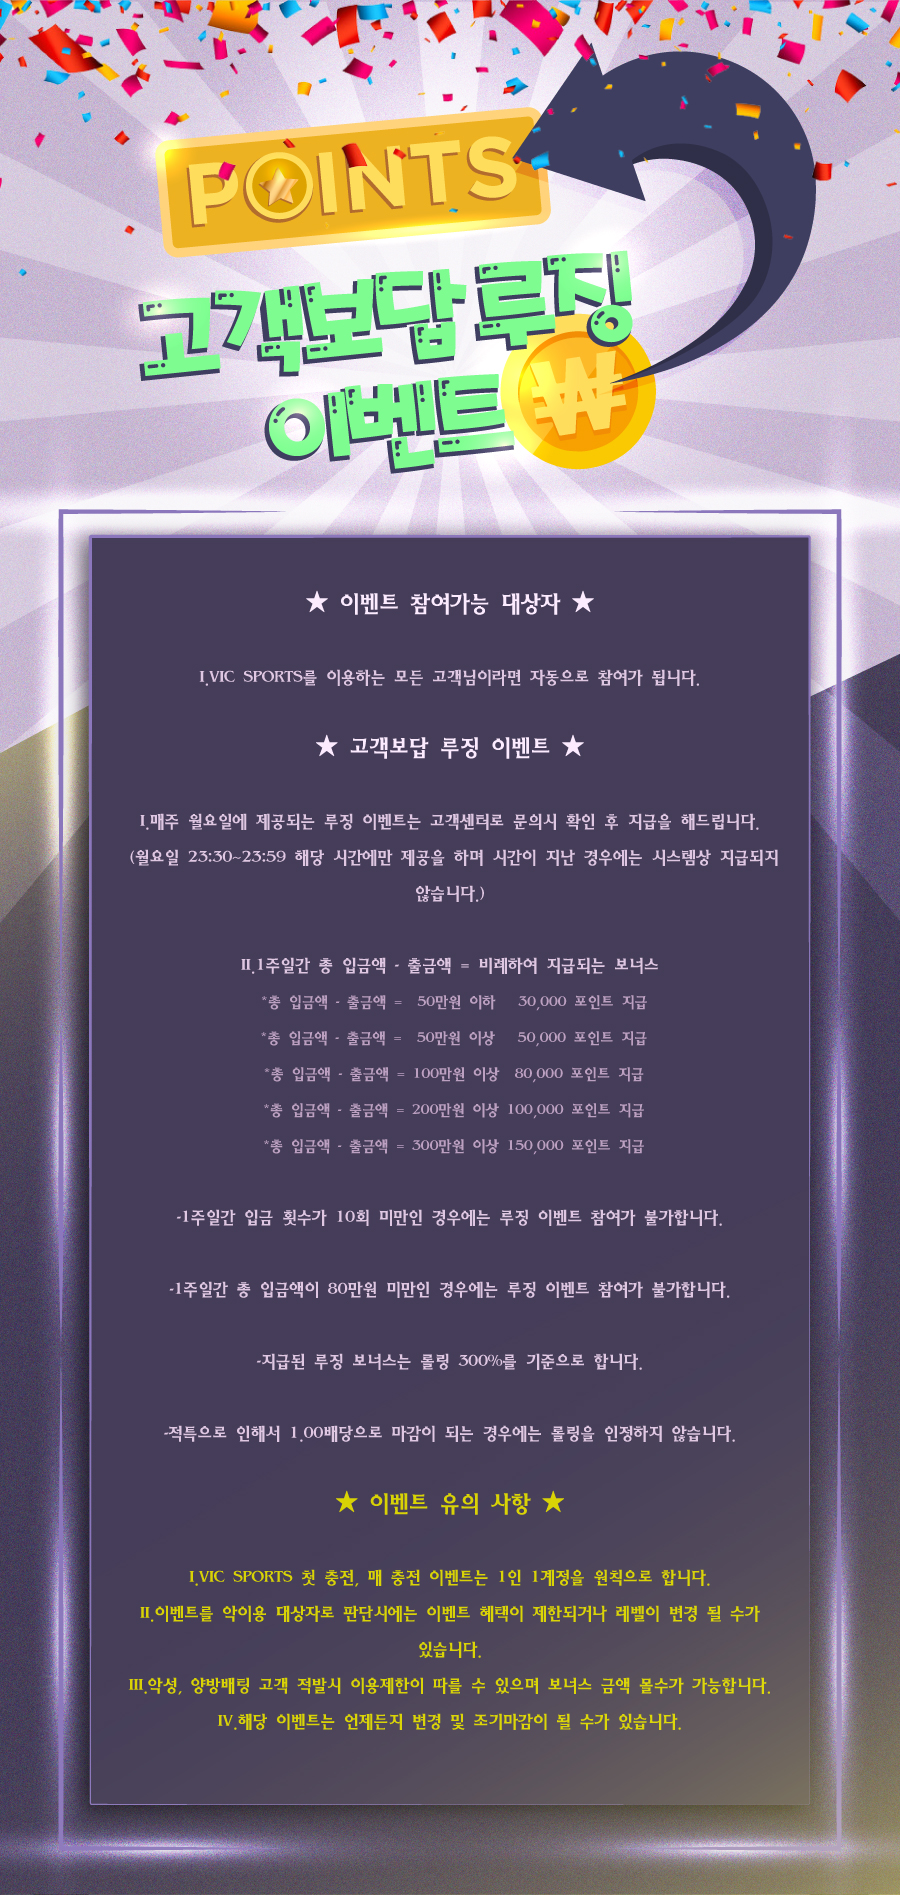 POINTS
고객보답 루징
이벤트 ₩
★ 이벤트 참여가능 대상자 ★
I.VIC SPORTS를 이용하는 모든 고객님이라면 자동으로 참여가 됩니다.
★ 고객보답 루징 이벤트 ★
I.매주 월요일에 제공되는 루징 이벤트는 고객센터로 문의시 확인 후 지급을 해드립니다.
(월요일 23:30~23:59 해당 시간에만 제공을 하며 시간이 지난 경우에는 시스템상 지급되지
않습니다.)
II.1주일간 총 입금액 - 출금액 = 비례하여 지급되는 보너스
*총 입금액 - 출금액 = 50만원 이하 30,000 포인트 지급
*총 입금액 - 출금액 = 50만원 이상 50,000 포인트 지급
*총 입금액 - 출금액 = 100만원 이상 80,000 포인트 지급
*총 입금액 - 출금액 = 200만원 이상 100,000 포인트 지급
*총 입금액 - 출금액 = 300만원 이상 150,000 포인트 지급
-1주일간 입금 횟수가 10회 미만인 경우에는 루징 이벤트 참여가 불가합니다.
-1주일간 총 입금액이 80만원 미만인 경우에는 루징 이벤트 참여가 불가합니다.
-지급된 루징 보너스는 롤링 300%를 기준으로 합니다.
-적특으로 인해서 1.00배당으로 마감이 되는 경우에는 롤링을 인정하지 않습니다.
★ 이벤트 유의 사항 ★
I.VIC SPORTS 첫 충전, 매 충전 이벤트는 1인 1계정을 원칙으로 합니다.
II.이벤트를 악이용 대상자로 판단시에는 이벤트 혜택이 제한되거나 레벨이 변경 될 수가
있습니다.
III.악성, 양방배팅 고객 적발시 이용제한이 따를 수 있으며 보너스 금액 몰수가 가능합니다.
IV.해당 이벤트는 언제든지 변경 및 조기마감이 될 수가 있습니다.